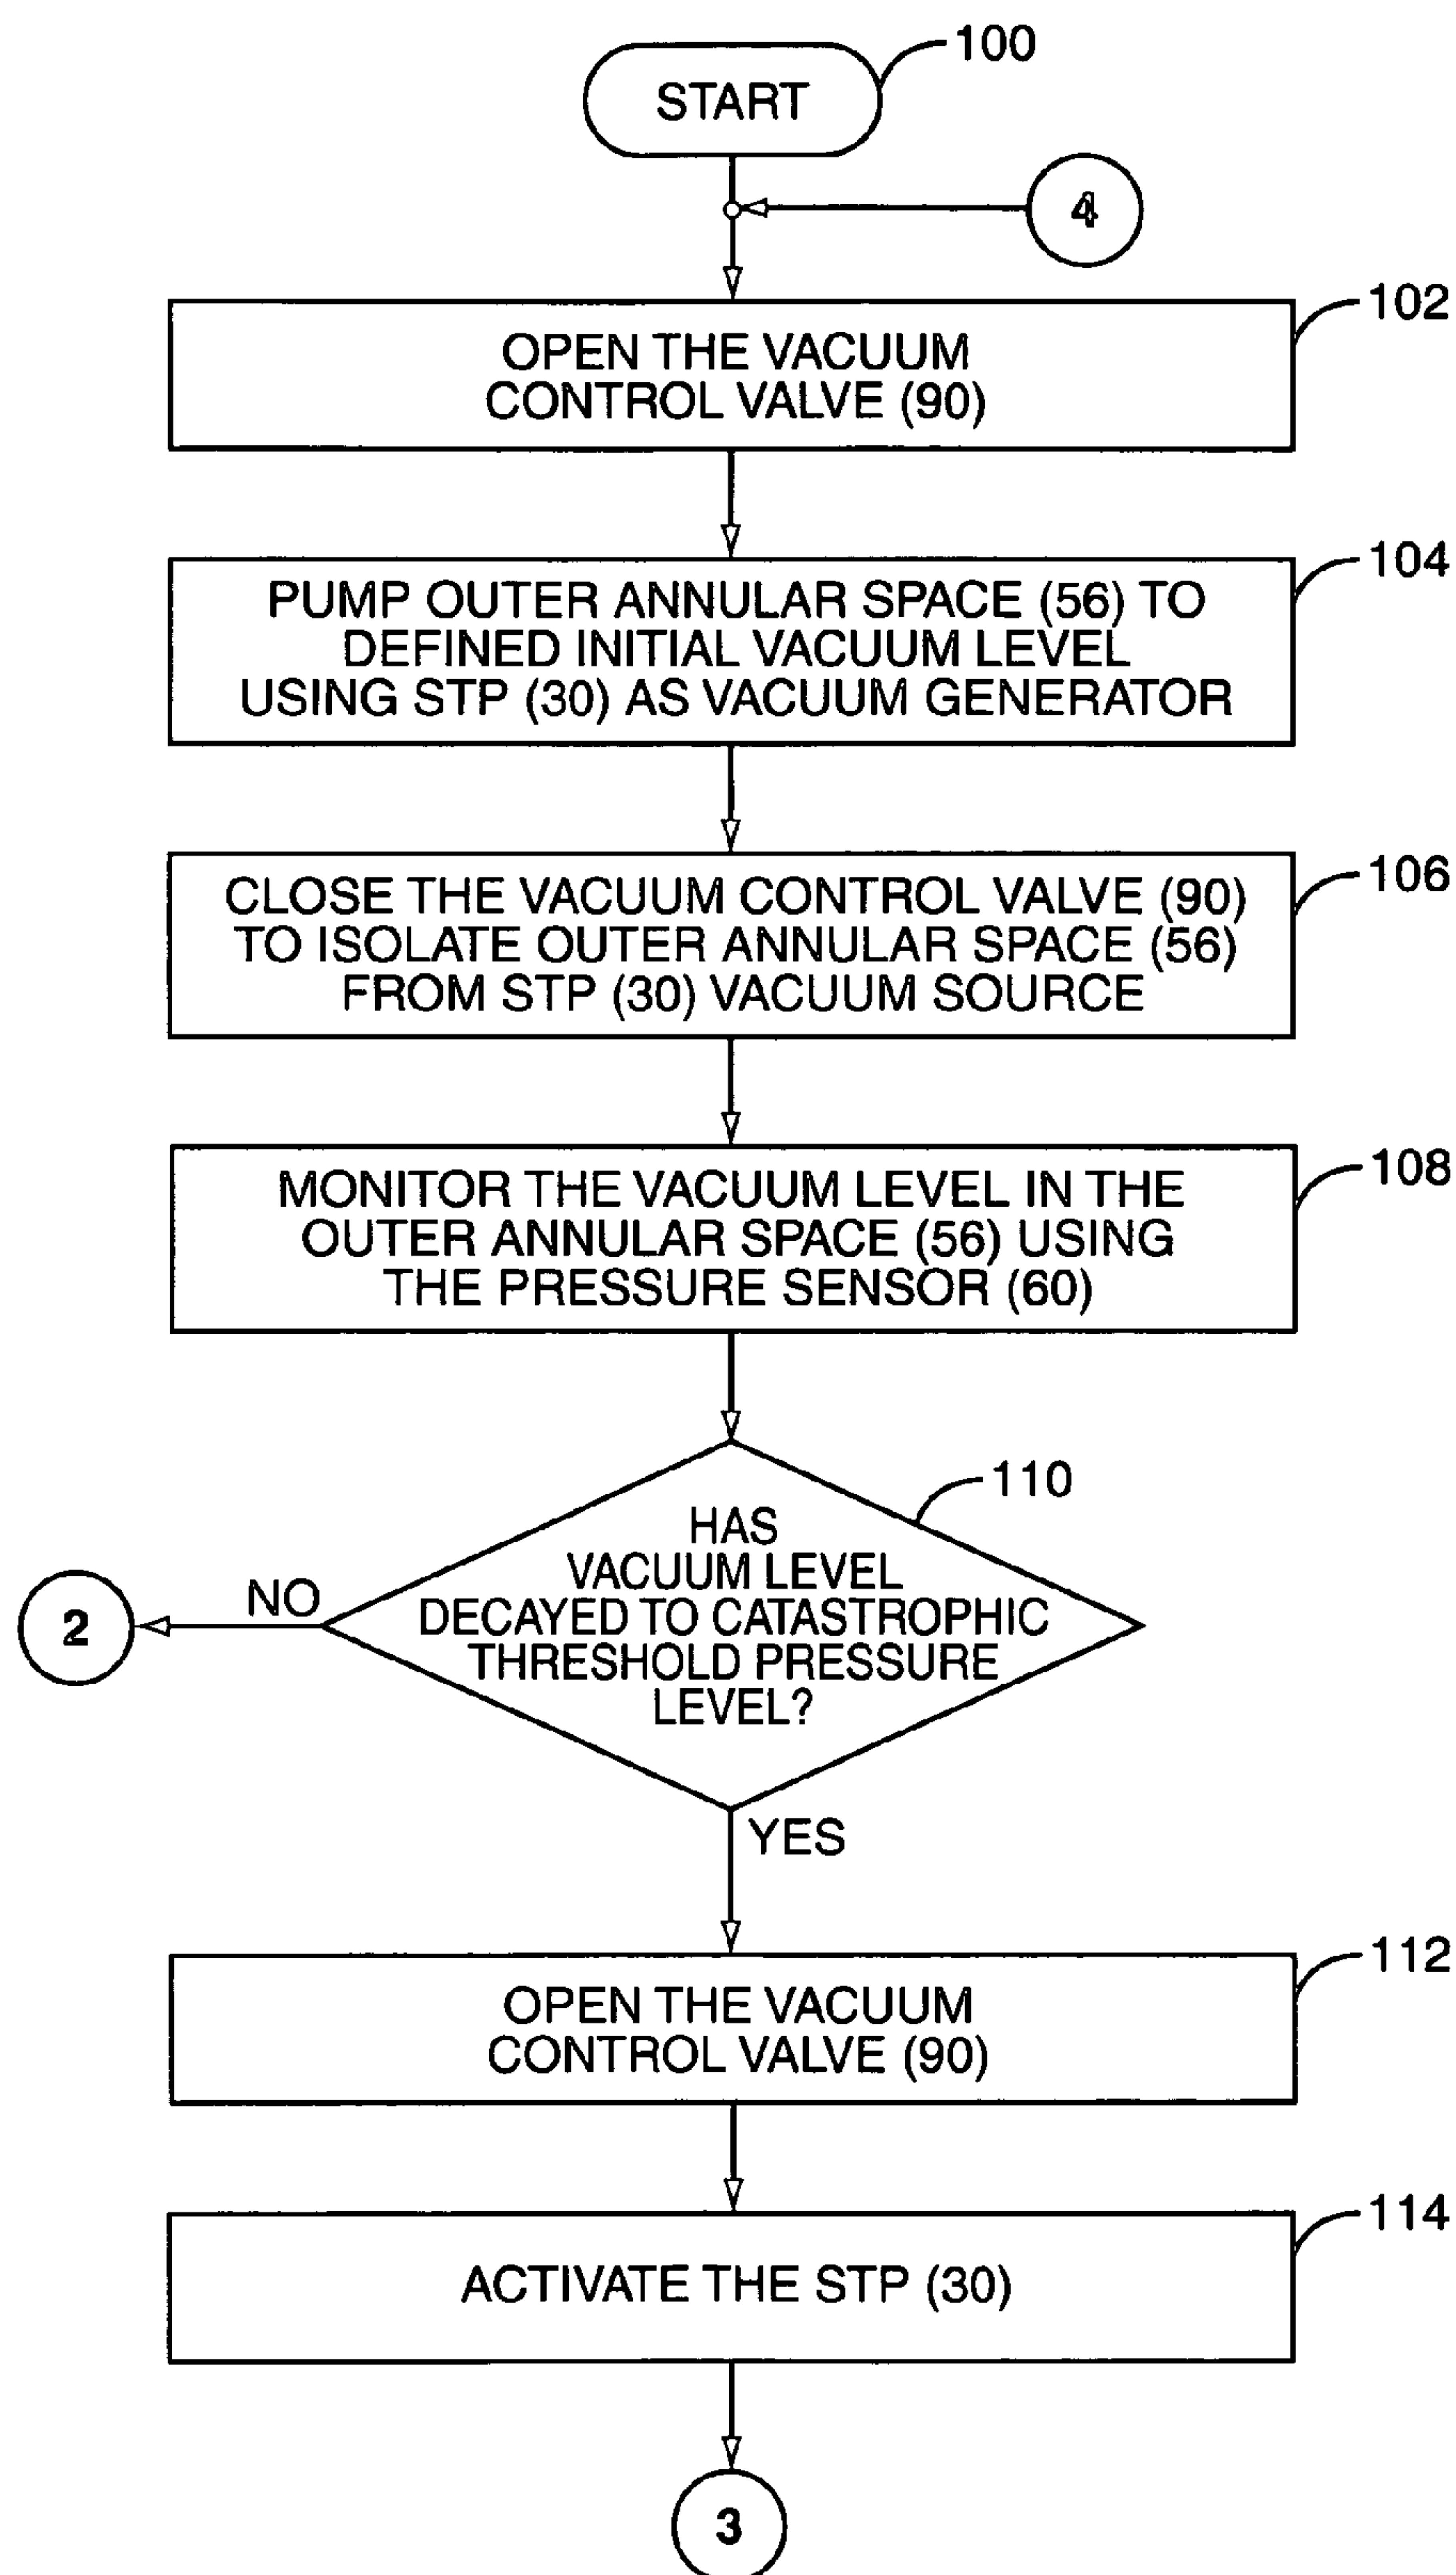 100
START
4
102
OPEN THE VACUUM
CONTROL VALVE (90)
104
PUMP OUTER ANNULAR SPACE (56) TO
DEFINED INITIAL VACUUM LEVEL
USING STP (30) AS VACUUM GENERATOR
106
CLOSE THE VACUUM CONTROL VALVE (90)
TO ISOLATE OUTER ANNULAR SPACE (56)
FROM STP (30) VACUUM SOURCE
108
MONITOR THE VACUUM LEVEL IN THE
OUTER ANNULAR SPACE (56) USING
THE PRESSURE SENSOR (60)
110
HAS
VACUUM LEVEL
DECAYED TO CATASTROPHIC
THRESHOLD PRESSURE
LEVEL?
NO
2
YES
112
OPEN THE VACUUM
CONTROL VALVE (90)
114
ACTIVATE THE STP (30)
3